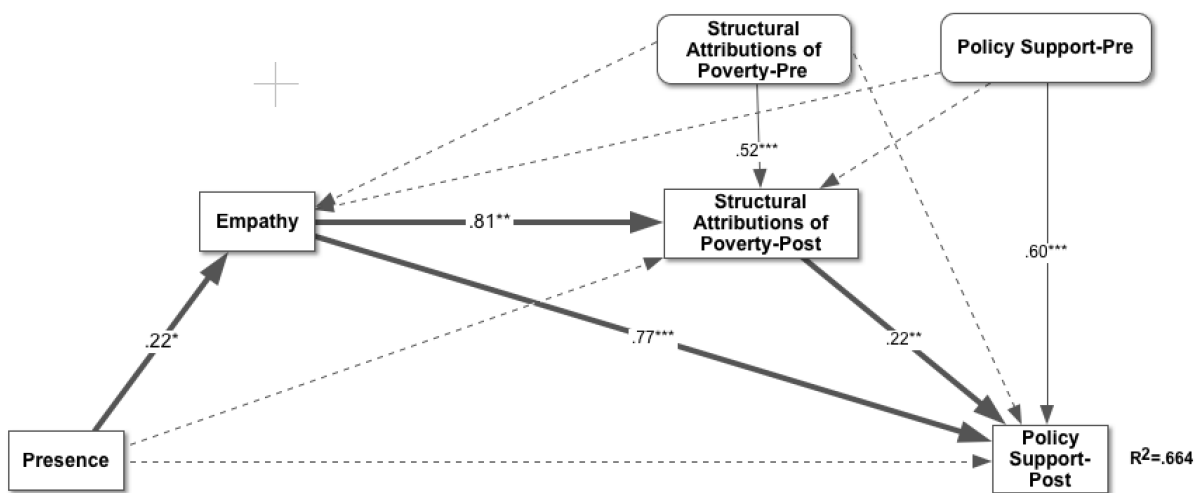 Structural
Attributions of
Poverty-Pre
Policy Support-Pre
.52***
Empathy
.81**
Structural
Attributions of
Poverty-Post
.60***
.22*
.77***
.22**
Presence
Policy
Support-
Post
R²=.664